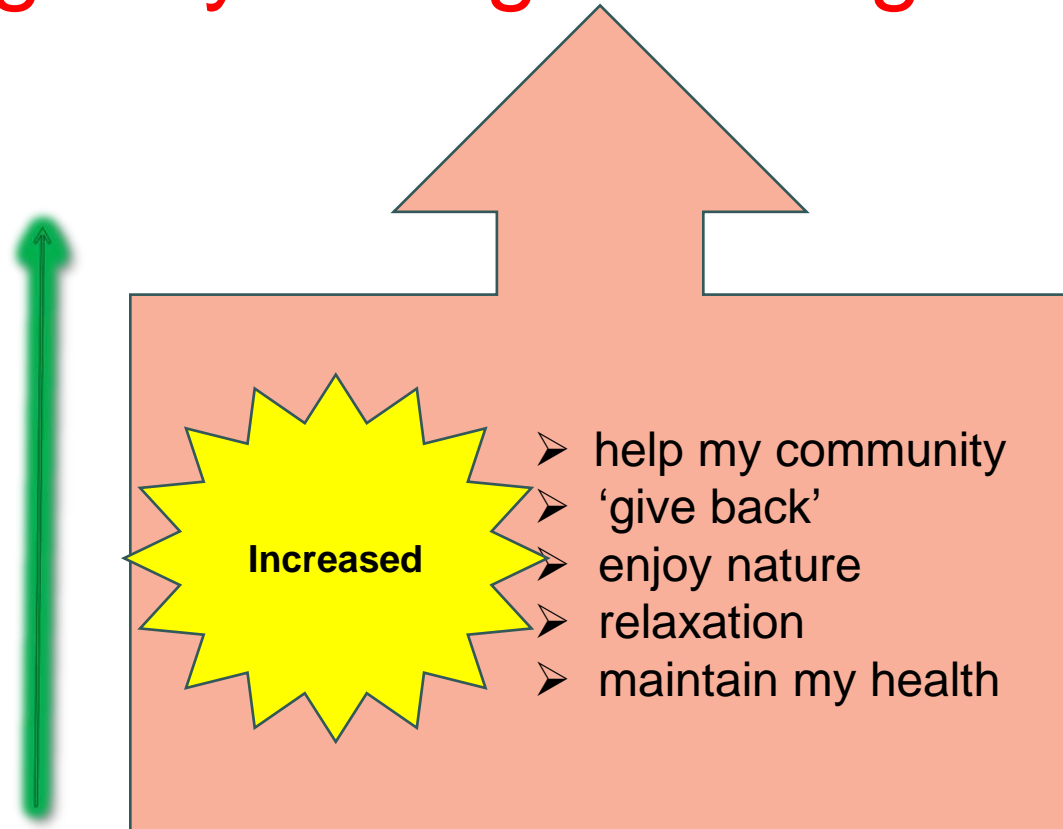 Increased
➢ help my community
➢ ‘give back’
➢ enjoy nature
➢ relaxation
➢ maintain my health